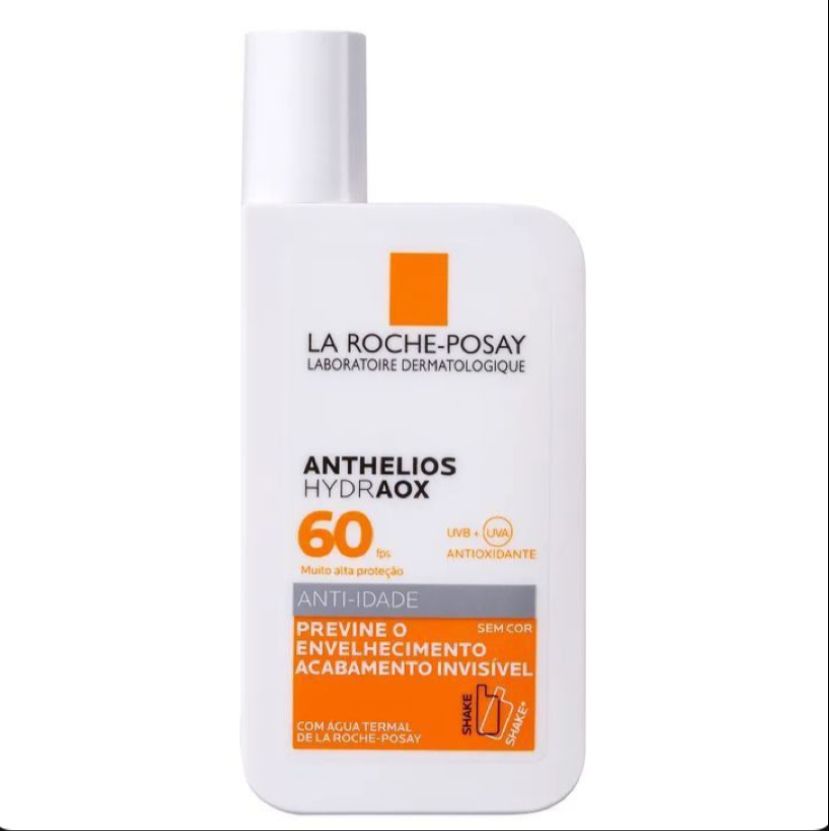 LA ROCHE-POSAY
LABORATOIRE DERMATOLOGIQUE
ANTHELIOS
HYDRAOX
60 fps
Muito alta proteção
UVB + UVA
ANTIOXIDANTE
ANTI-IDADE
SEM COR
PREVINE O
ENVELHECIMENTO
ACABAMENTO INVISÍVEL
COM ÁGUA TERMAL
DE LA ROCHE-POSAY
SHAKE
SHAKE+